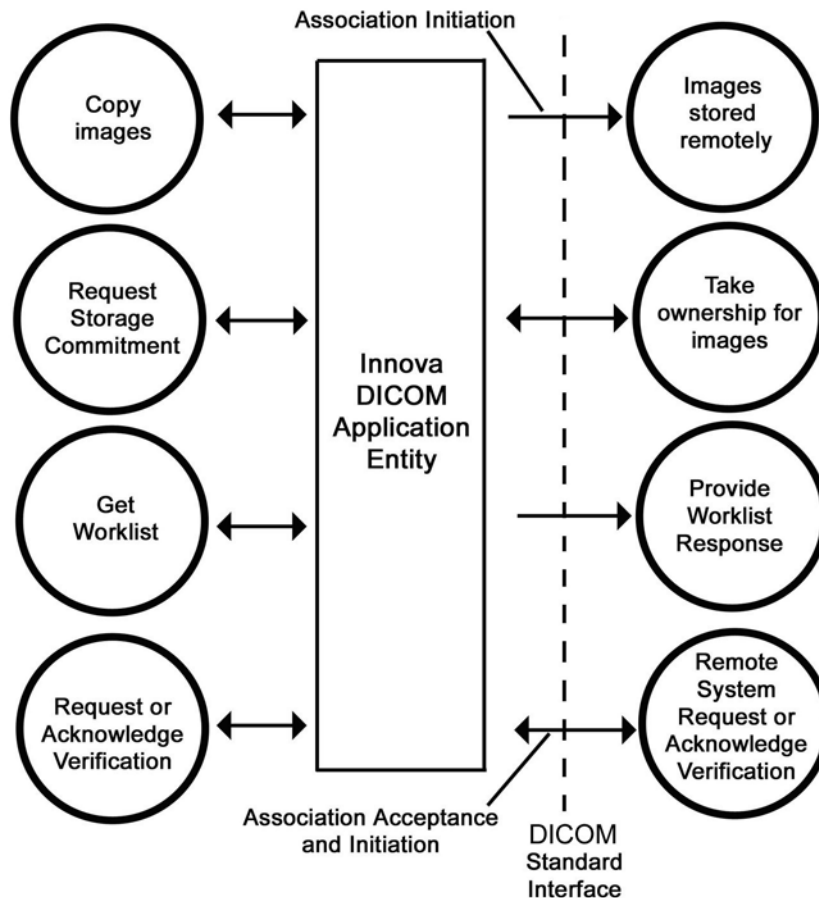 Association Initiation
Copy
images
Images
stored
remotely
Request
Storage
Commitment
Take
ownership for
images
Innova
DICOM
Application
Entity
Get
Worklist
Provide
Worklist
Response
Request or
Acknowledge
Verification
Remote
System
Request or
Acknowledge
Verification
Association Acceptance
and Initiation
DICOM
Standard
Interface